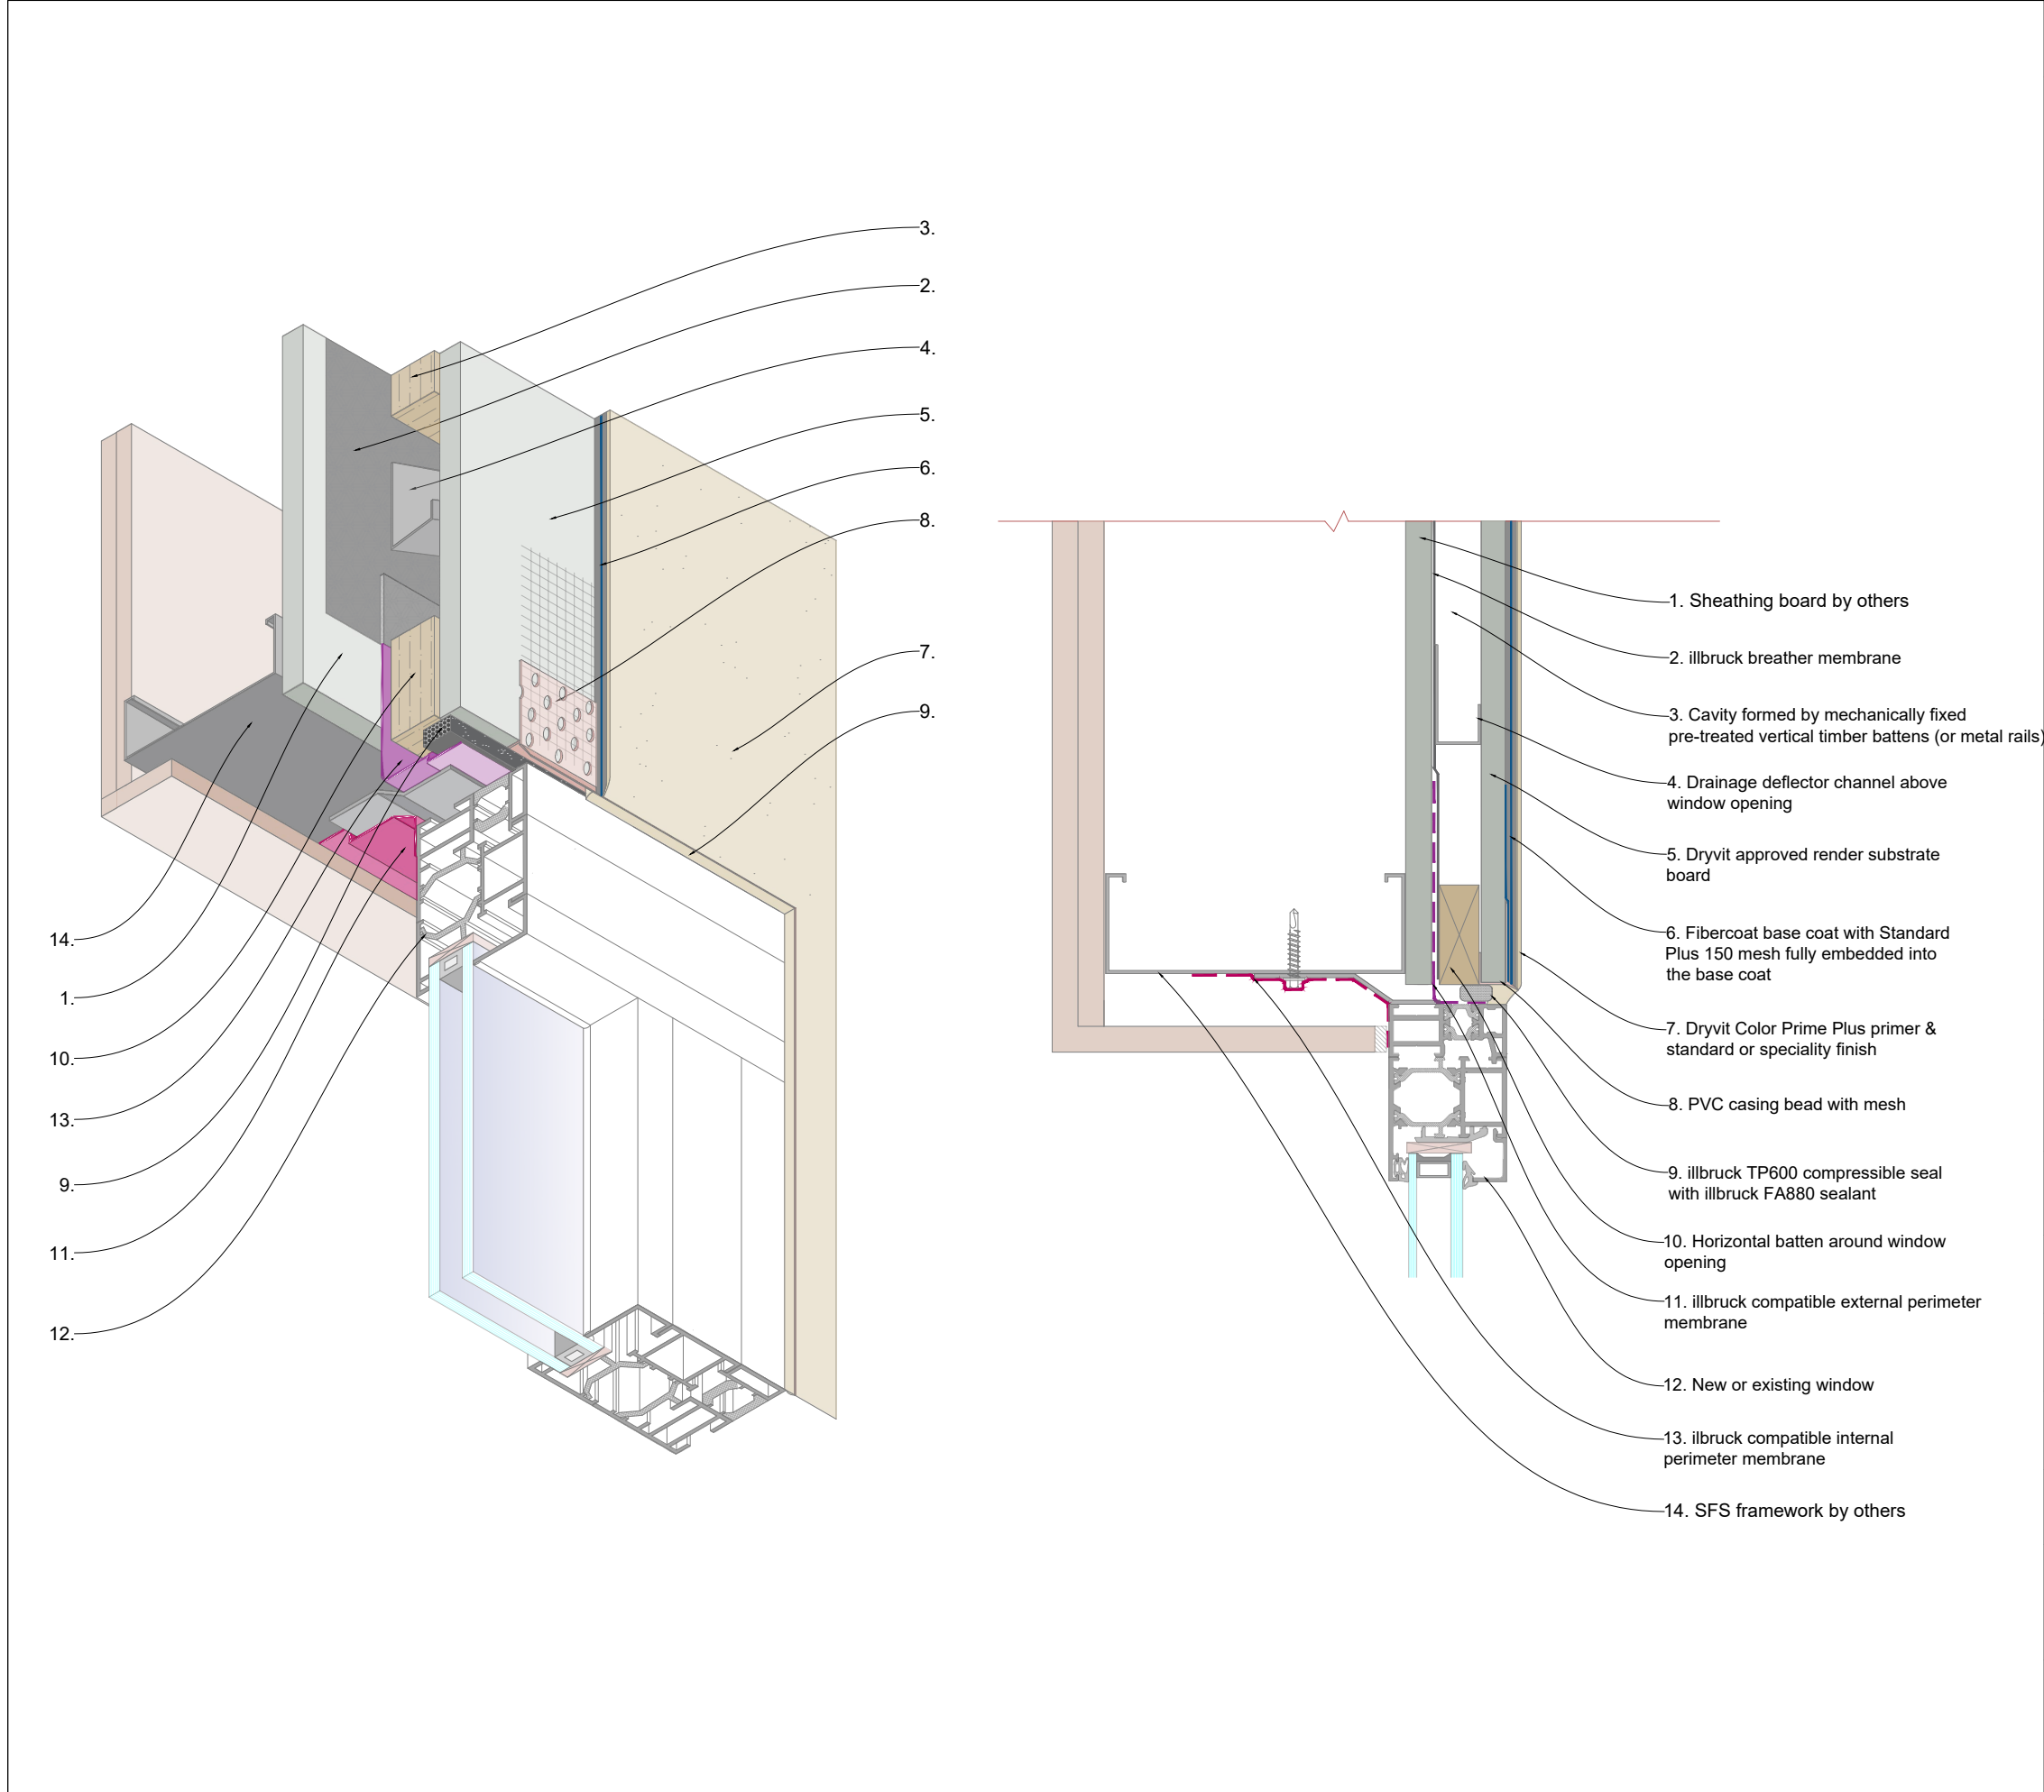 3.
2.
4.
5.
6.
8.
7.
9.
14.
1.
10.
13.
9.
11.
12.
1. Sheathing board by others
2. illbruck breather membrane
3. Cavity formed by mechanically fixed
pre-treated vertical timber battens (or metal rails)
4. Drainage deflector channel above
window opening
5. Dryvit approved render substrate
board
6. Fibercoat base coat with Standard
Plus 150 mesh fully embedded into
the base coat
7. Dryvit Color Prime Plus primer &
standard or speciality finish
8. PVC casing bead with mesh
9. illbruck TP600 compressible seal
with illbruck FA880 sealant
10. Horizontal batten around window
opening
11. illbruck compatible external perimeter
membrane
12. New or existing window
13. ilbruck compatible internal
perimeter membrane
14. SFS framework by others